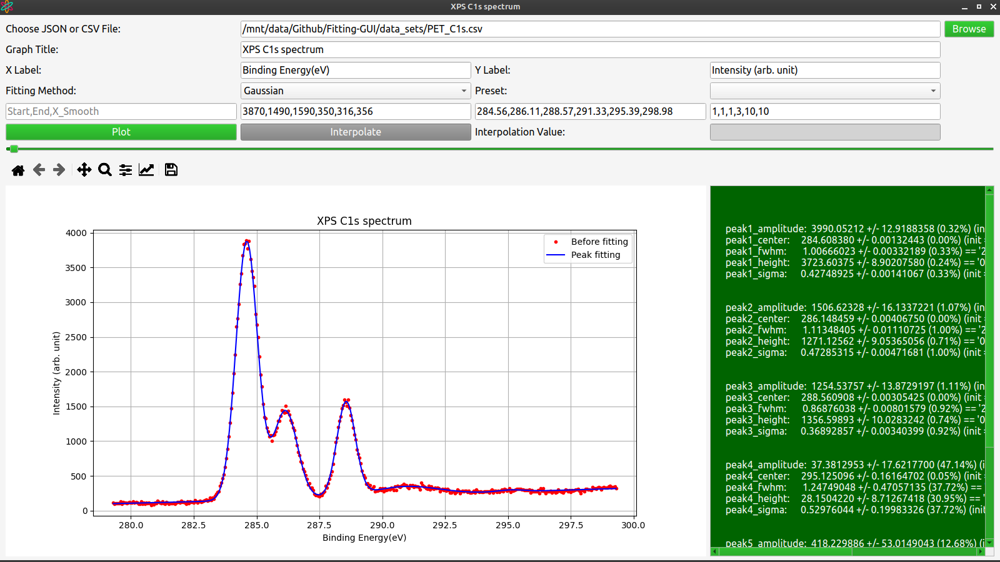 XPS C1s spectrum
Choose JSON or CSV File: /mnt/data/Github/Fitting-GUI/data_sets/PET_C1s.csv Browse
Graph Title: XPS C1s spectrum
X Label: Binding Energy(eV) Y Label: Intensity (arb. unit)
Fitting Method: Gaussian Preset:
Start,End,X_Smooth 3870,1490,1590,350,316,356 284.56,286.11,288.57,291.33,295.39,298.98 1,1,1,3,10,10
Plot Interpolate Interpolation Value:
XPS C1s spectrum
Before fitting
Peak fitting
4000
3500
3000
2500
2000
1500
1000
500
0
Intensity (arb. unit)
280.0 282.5 285.0 287.5 290.0 292.5 295.0 297.5 300.0
Binding Energy(eV)
peak1_amplitude: 3990.05212 +/- 12.9188358 (0.32%) (in
peak1_center: 284.608380 +/- 0.00132443 (0.00%) (init =
peak1_fwhm: 1.00666023 +/- 0.00332189 (0.33%) == '2
peak1_height: 3723.60375 +/- 8.90207580 (0.24%) == '0
peak1_sigma: 0.42748925 +/- 0.00141067 (0.33%) (init =
peak2_amplitude: 1506.62328 +/- 16.1337221 (1.07%) (in
peak2_center: 286.148459 +/- 0.00406750 (0.00%) (init =
peak2_fwhm: 1.11348405 +/- 0.01110725 (1.00%) == '2
peak2_height: 1271.12562 +/- 9.05365056 (0.71%) == '0
peak2_sigma: 0.47285315 +/- 0.00471681 (1.00%) (init =
peak3_amplitude: 1254.53757 +/- 13.8729197 (1.11%) (in
peak3_center: 288.560908 +/- 0.00305425 (0.00%) (init =
peak3_fwhm: 0.86876038 +/- 0.00801579 (0.92%) == '2
peak3_height: 1356.59893 +/- 10.0283242 (0.74%) == '0
peak3_sigma: 0.36892857 +/- 0.00340399 (0.92%) (init =
peak4_amplitude: 37.3812953 +/- 17.6217700 (47.14%) (i
peak4_center: 295.125096 +/- 0.16164702 (0.05%) (init
peak4_fwhm: 1.24749048 +/- 0.47057135 (37.72%) ==
peak4_height: 28.1504220 +/- 8.71267418 (30.95%) == '
peak4_sigma: 0.52976044 +/- 0.19983326 (37.72%) (init
peak5_amplitude: 418.229886 +/- 53.0149043 (12.68%) (i